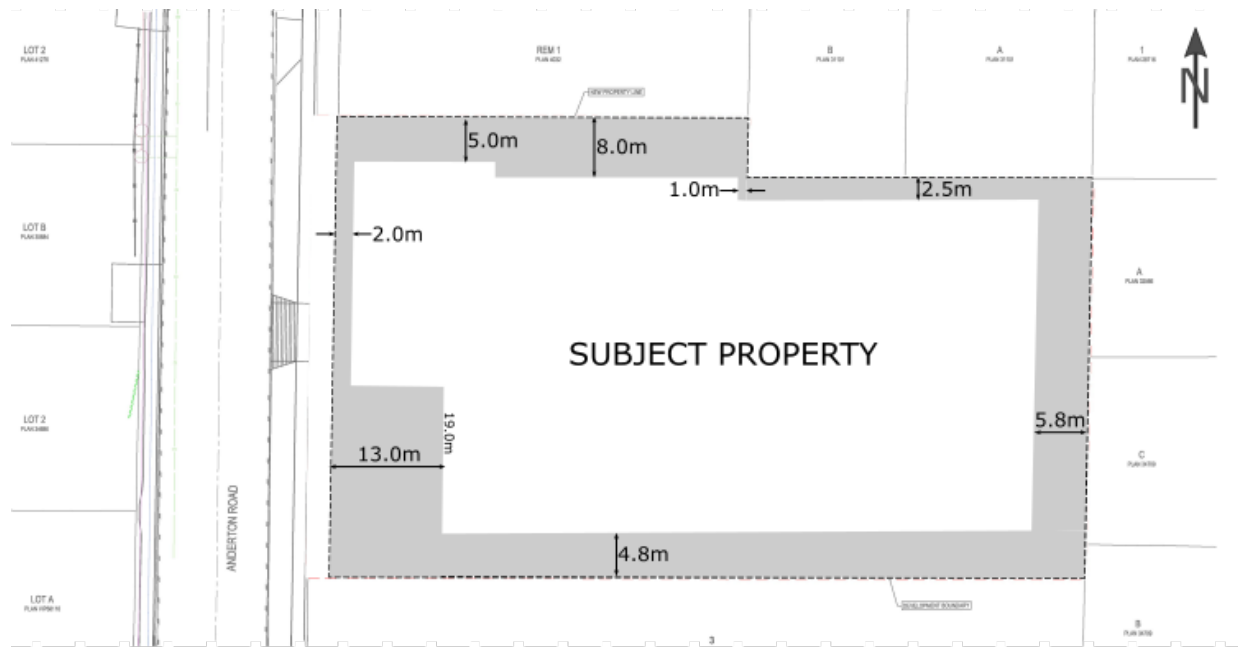 LOT 2
REM 1
B
A
1
N
NEW PROPERTY LINE
5.0m
8.0m
1.0m
2.5m
LOT B
2.0m
A
SUBJECT PROPERTY
LOT 2
19.0m
5.8m
13.0m
C
ANDERTON ROAD
4.8m
LOT A
DEVELOPMENT BOUNDARY
B
3